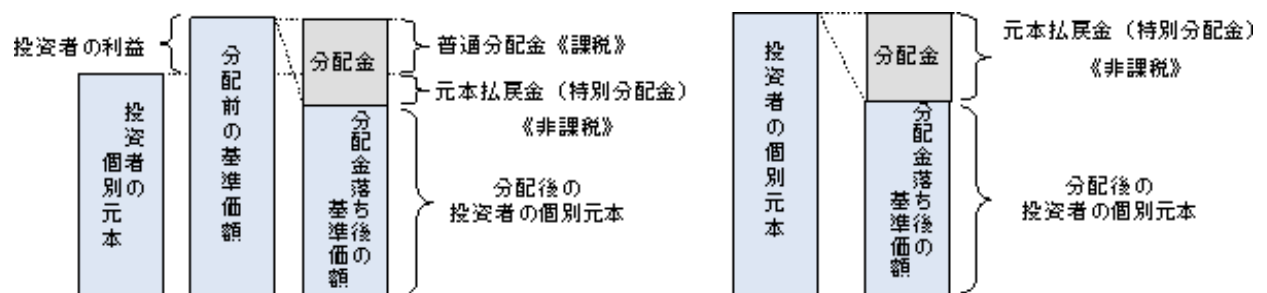 投資者の利益
投資者の
個別元本
分配前の基準価額
分配金
分配金落ち後の
基準価額
普通分配金《課税》
元本払戻金（特別分配金）
《非課税》
分配後の
投資者の個別元本
投資者の個別元本
分配金
分配金落ち後の
基準価額
元本払戻金（特別分配金）
《非課税》
分配後の
投資者の個別元本